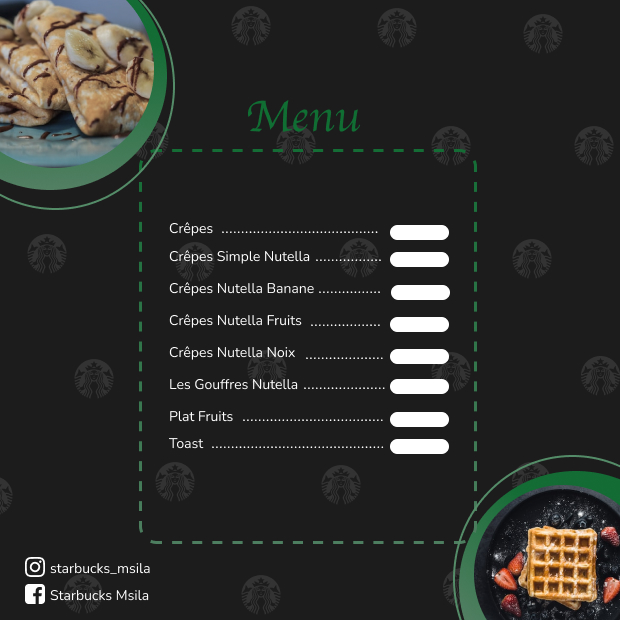 Menu
Crêpes ........................................
Crêpes Simple Nutella .................
Crêpes Nutella Banane ................
Crêpes Nutella Fruits ..................
Crêpes Nutella Noix ....................
Les Gouffres Nutella .....................
Plat Fruits ....................................
Toast ............................................
starbucks_msila
Starbucks Msila